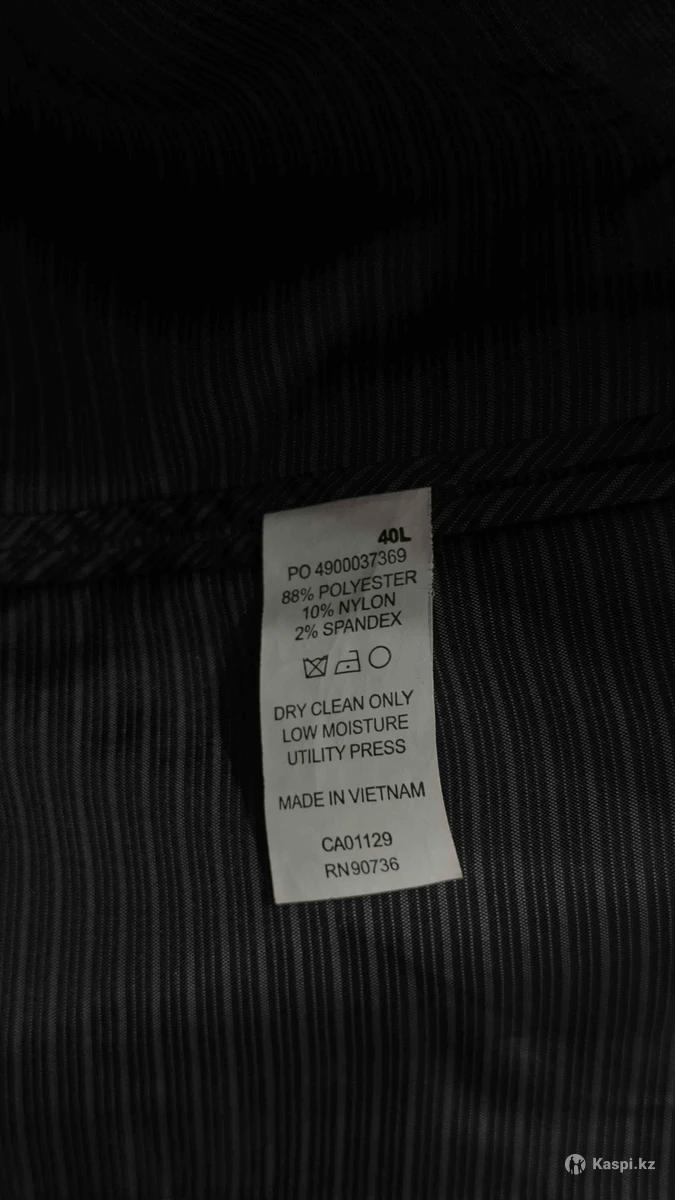 40L
PO 4900037369
88% POLYESTER
10% NYLON
2% SPANDEX
DRY CLEAN ONLY
LOW MOISTURE
UTILITY PRESS
MADE IN VIETNAM
CA01129
RN90736
Kaspi.kz